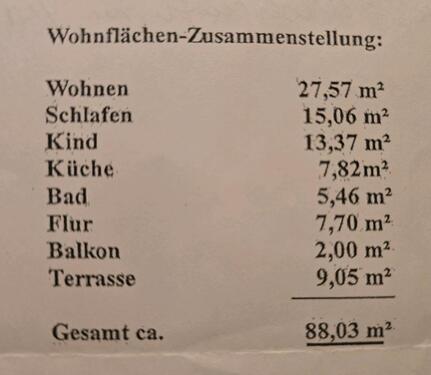 Wohnflächen-Zusammenstellung:
Wohnen 27,57 m²
Schlafen 15,06 m²
Kind 13,37 m²
Küche 7,82m²
Bad 5,46 m²
Flur 7,70 m²
Balkon 2,00 m²
Terrasse 9,05 m²
Gesamt ca. 88,03 m²